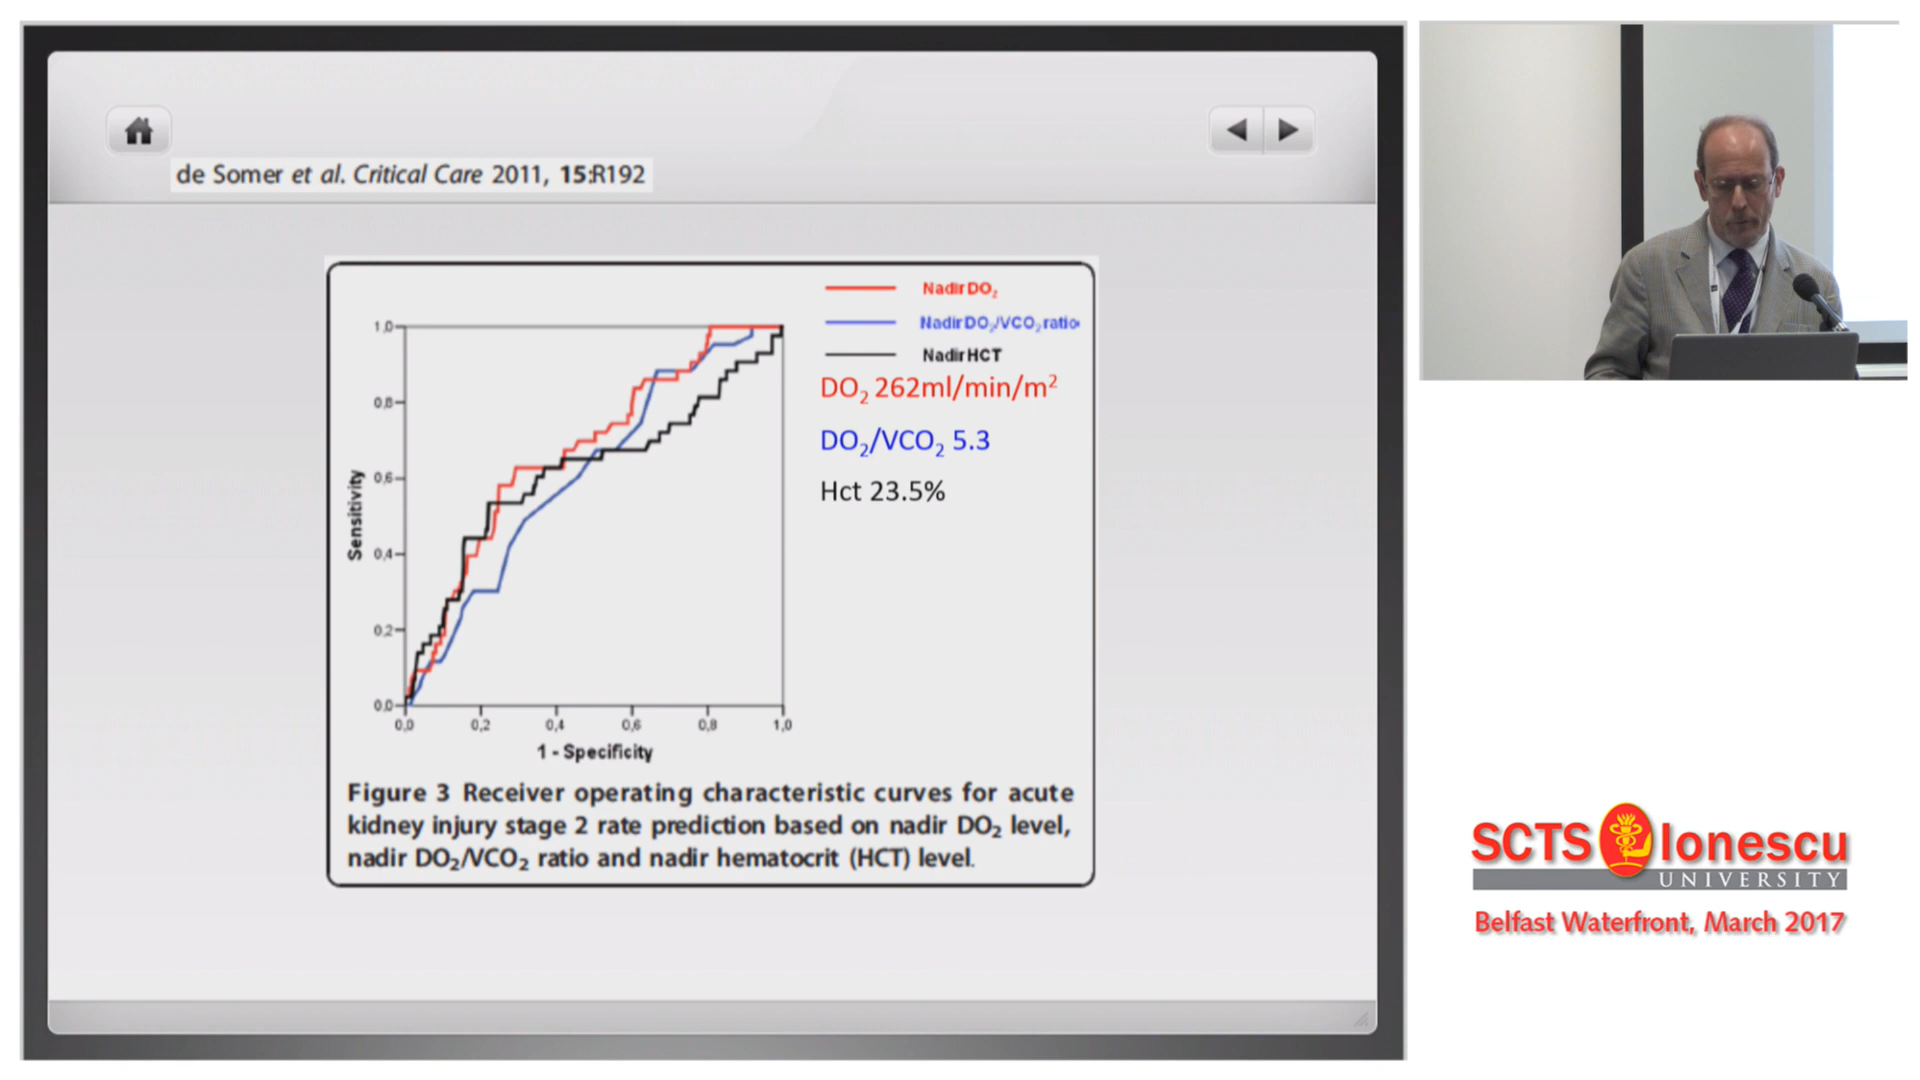 de Somer et al. Critical Care 2011, 15:R192
Nadir DO₂
Nadir DO₂/VCO₂ ratio
Nadir HCT
DO₂ 262ml/min/m²
DO₂/VCO₂ 5.3
Hct 23.5%
1,0
0,8
0,6
0,4
0,2
0,0
Sensitivity
0,0 0,2 0,4 0,6 0,8 1,0
1 - Specificity
Figure 3 Receiver operating characteristic curves for acute
kidney injury stage 2 rate prediction based on nadir DO₂ level,
nadir DO₂/VCO₂ ratio and nadir hematocrit (HCT) level.
SCTS Ionescu
UNIVERSITY
Belfast Waterfront, March 2017